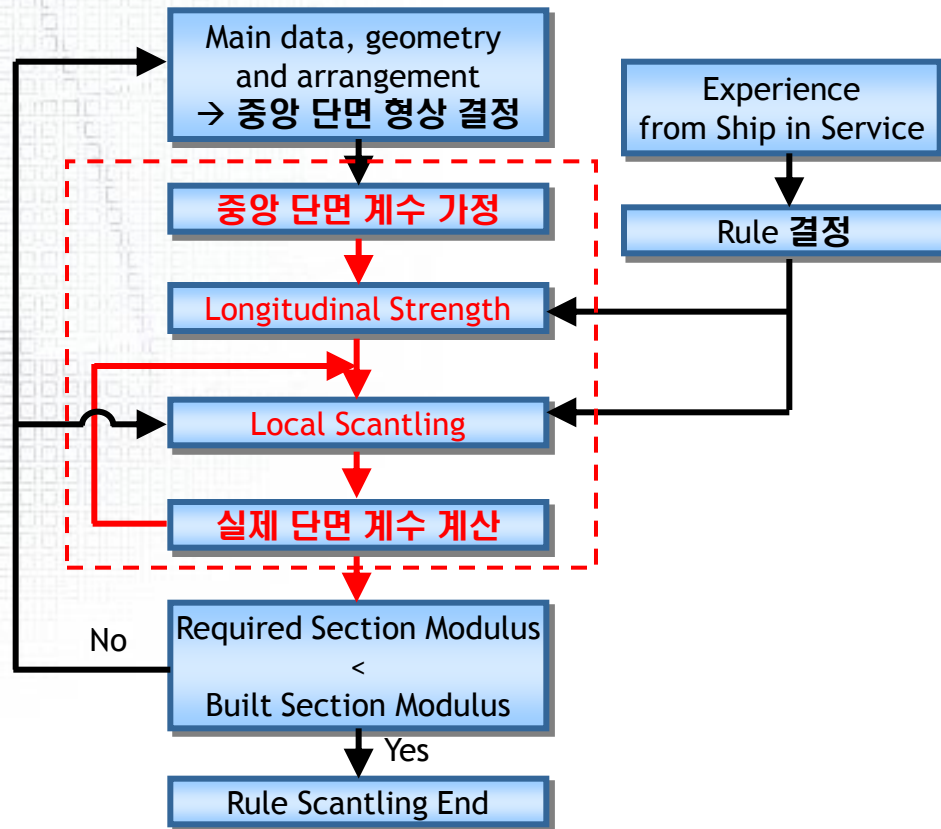 Main data, geometry
and arrangement
→ 중앙 단면 형상 결정
Experience
from Ship in Service
중앙 단면 계수 가정
Rule 결정
Longitudinal Strength
Local Scantling
실제 단면 계수 계산
No
Required Section Modulus
<
Built Section Modulus
Yes
Rule Scantling End